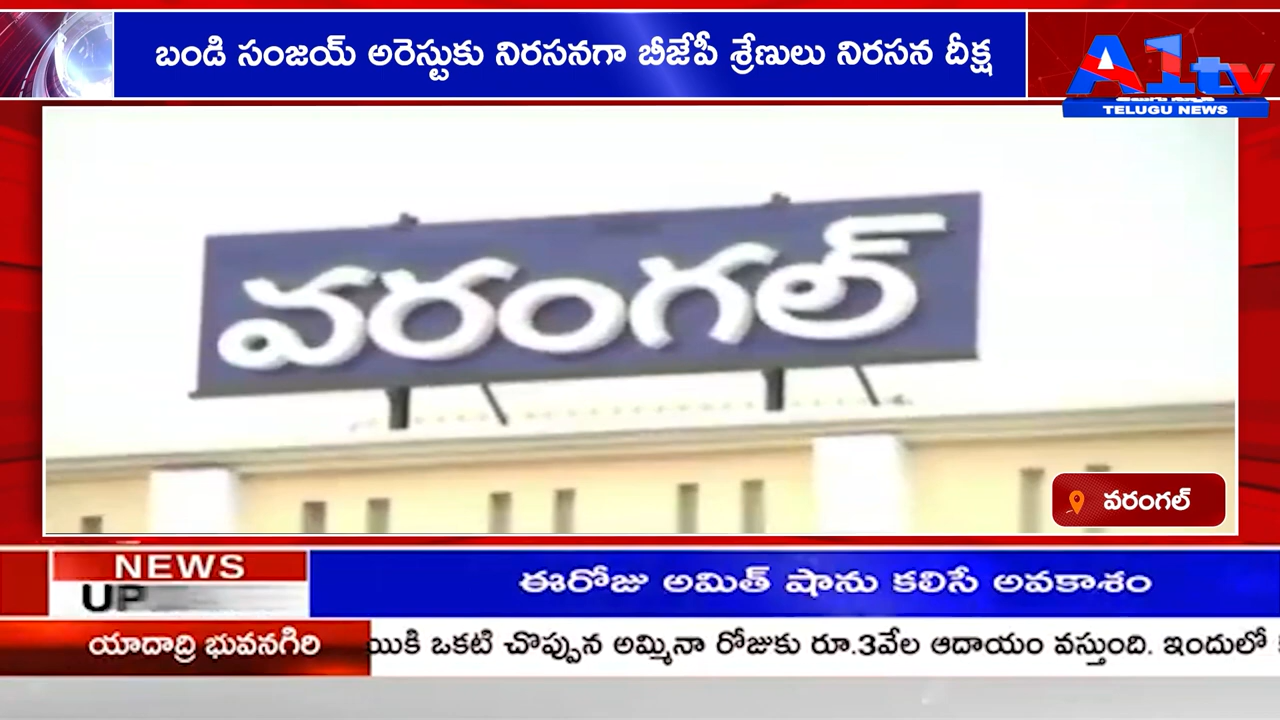 బండి సంజయ్ అరెస్టుకు నిరసనగా బీజేపీ శ్రేణులు నిరసన దీక్ష
A1tv
TELUGU NEWS
వరంగల్
వరంగల్
NEWS
UP
ఈరోజు అమిత్ షాను కలిసే అవకాశం
యాదాద్రి భువనగిరి
ఒకటి చొప్పున అమ్మినా రోజుకు రూ.3వేల ఆదాయం వస్తుంది. ఇందులో